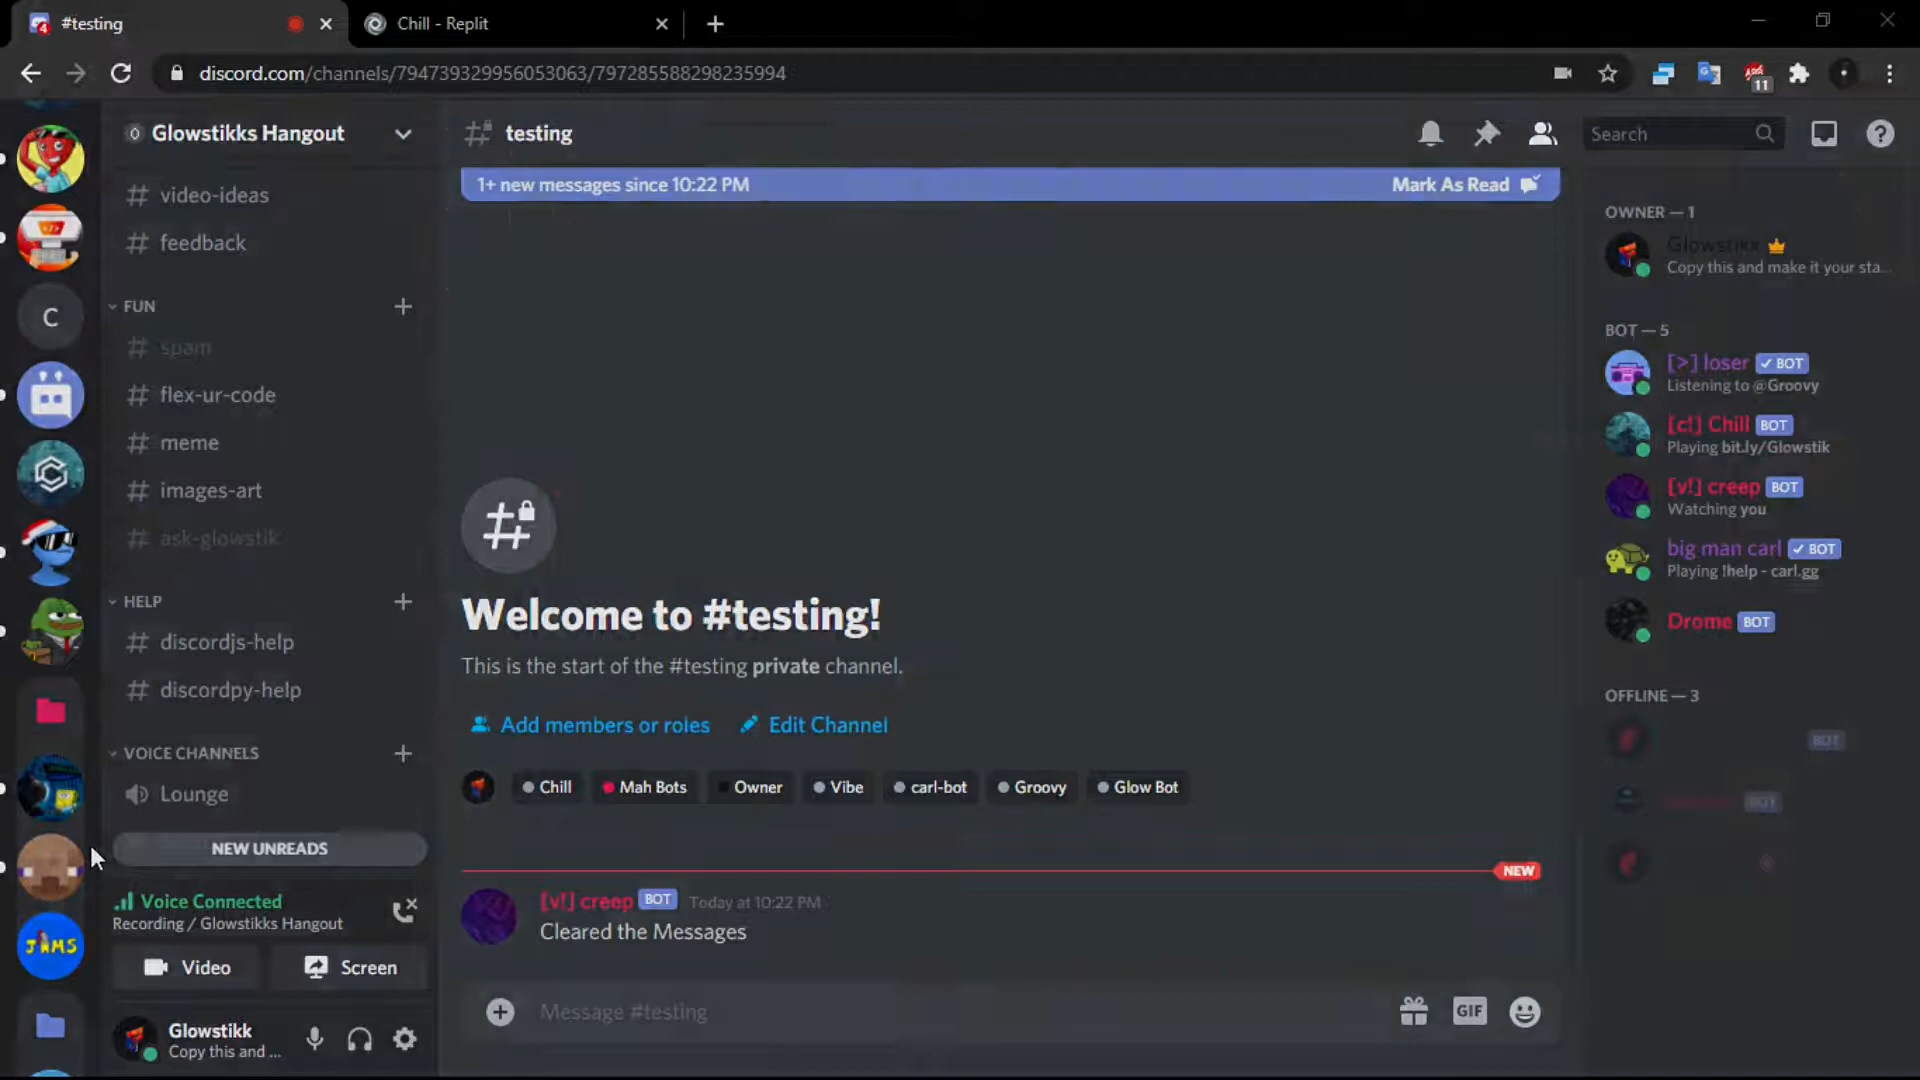 #testing
Chill - Replit
discord.com/channels/794739329956053063/797285588298235994
11
Glowstikks Hangout
testing
Search
1+ new messages since 10:22 PM
Mark As Read
video-ideas
feedback
FUN
spam
flex-ur-code
meme
images-art
ask-glowstik
HELP
discordjs-help
discordpy-help
VOICE CHANNELS
Lounge
NEW UNREADS
Voice Connected
Recording / Glowstikks Hangout
Video
Screen
Glowstikk
Copy this and ...
C
JAMS
Welcome to #testing!
This is the start of the #testing private channel.
Add members or roles
Edit Channel
Chill
Mah Bots
Owner
Vibe
carl-bot
Groovy
Glow Bot
NEW
[v!] creep BOT Today at 10:22 PM
Cleared the Messages
Message #testing
GIF
OWNER — 1
Glowstikk
Copy this and make it your sta...
BOT — 5
[>] loser BOT
Listening to @Groovy
[c!] Chill BOT
Playing bit.ly/Glowstik
[v!] creep BOT
Watching you
big man carl BOT
Playing !help - carl.gg
Drome BOT
OFFLINE — 3
BOT
BOT